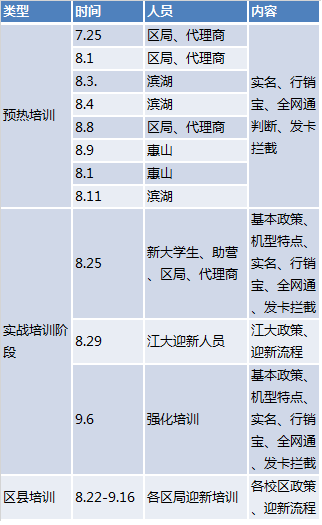 类型 时间 人员 内容
预热培训
7.25 区局、代理商
8.1 区局、代理商
8.3. 滨湖
8.4 滨湖
8.8 区局、代理商
8.9 惠山
8.1 惠山
8.11 滨湖
实名、行销
宝、全网通
判断、发卡
拦截
实战培训阶
段
8.25
新大学生、助营
、区局、代理商
基本政策、
机型特点、
实名、行销
宝、全网通
、发卡拦截
8.29 江大迎新人员
江大政策、
迎新流程
9.6 强化培训
基本政策、
机型特点、
实名、行销
宝、全网通
、发卡拦截
区县培训 8.22-9.16 各区局迎新培训
各校区政策
、迎新流程